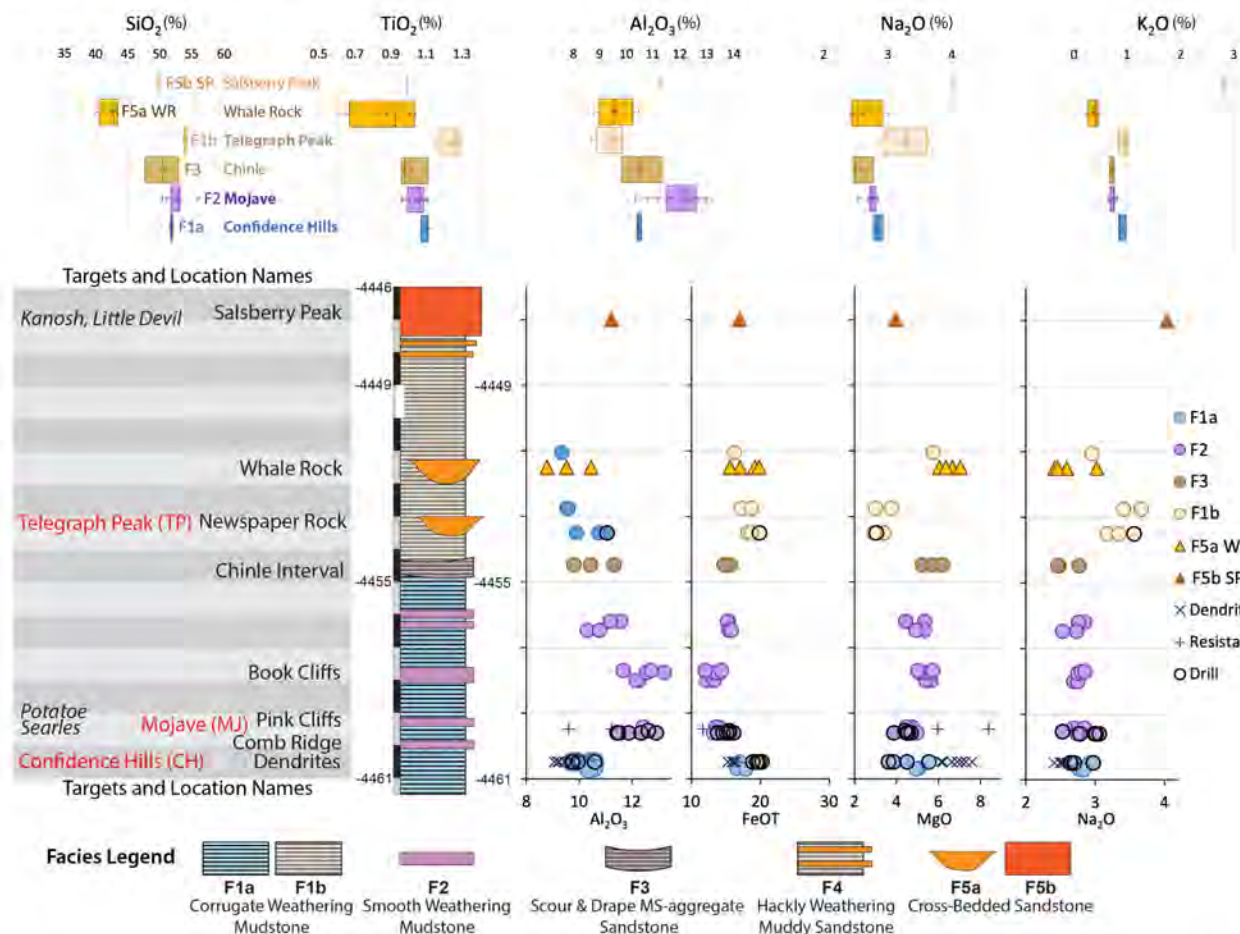 SiO2 (%) TiO2 (%) Al2O3 (%) Na2O (%) K2O (%)
35 40 45 50 55 60 0.5 0.7 0.9 1.1 1.3 8 9 10 11 12 13 14 2 3 4 0 1 2 3
F5b SP Salsberry Peak
F5a WR Whale Rock
F1b Telegraph Peak
F3 Chinle
F2 Mojave
F1a Confidence Hills
Targets and Location Names
-4446
Kanosh, Little Devil Salsberry Peak
-4449 -4449
Whale Rock
Telegraph Peak (TP) Newspaper Rock
Chinle Interval
-4455 -4455
Book Cliffs
Potatoe
Searles
Mojave (MJ) Pink Cliffs
Comb Ridge
Confidence Hills (CH) Dendrites
-4461 -4461
Targets and Location Names
8 10 12 10 20 30 2 4 6 8 2 3 4
Al2O3 FeOT MgO Na2O
F1a
F2
F3
F1b
F5a W
F5b SP
Dendrit
Resista
Drill
Facies Legend
F1a F1b F2 F3 F4 F5a F5b
Corrugate Weathering Smooth Weathering Scour & Drape MS-aggregate Hackly Weathering Cross-Bedded Sandstone
Mudstone Mudstone Sandstone Muddy Sandstone